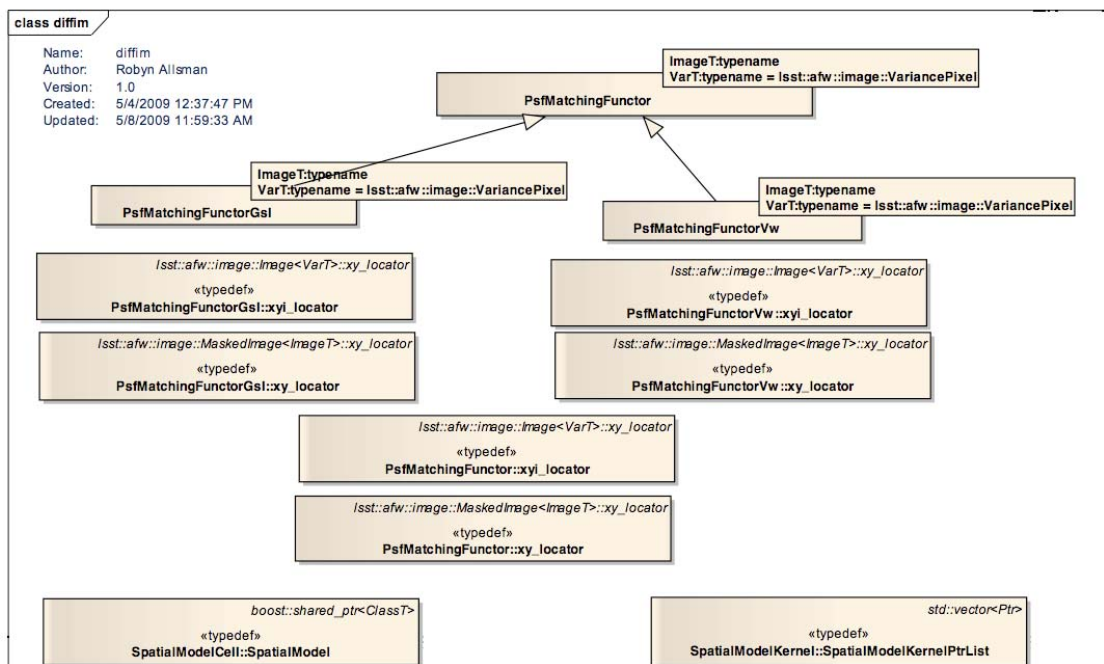 class diffim
Name: diffim
Author: Robyn Allsman
Version: 1.0
Created: 5/4/2009 12:37:47 PM
Updated: 5/8/2009 11:59:33 AM
ImageT:typename
VarT:typename = lsst::afw::image::VariancePixel
PsfMatchingFunctor
ImageT:typename
VarT:typename = lsst::afw::image::VariancePixel
PsfMatchingFunctorGsl
ImageT:typename
VarT:typename = lsst::afw::image::VariancePixel
PsfMatchingFunctorVw
lsst::afw::image::Image<VarT>::xy_locator
«typedef»
PsfMatchingFunctorGsl::xyi_locator
lsst::afw::image::Image<VarT>::xy_locator
«typedef»
PsfMatchingFunctorVw::xyi_locator
lsst::afw::image::MaskedImage<ImageT>::xy_locator
«typedef»
PsfMatchingFunctorGsl::xy_locator
lsst::afw::image::MaskedImage<ImageT>::xy_locator
«typedef»
PsfMatchingFunctorVw::xy_locator
lsst::afw::image::Image<VarT>::xy_locator
«typedef»
PsfMatchingFunctor::xyi_locator
lsst::afw::image::MaskedImage<ImageT>::xy_locator
«typedef»
PsfMatchingFunctor::xy_locator
boost::shared_ptr<ClassT>
«typedef»
SpatialModelCell::SpatialModel
std::vector<Ptr>
«typedef»
SpatialModelKernel::SpatialModelKernelPtrList